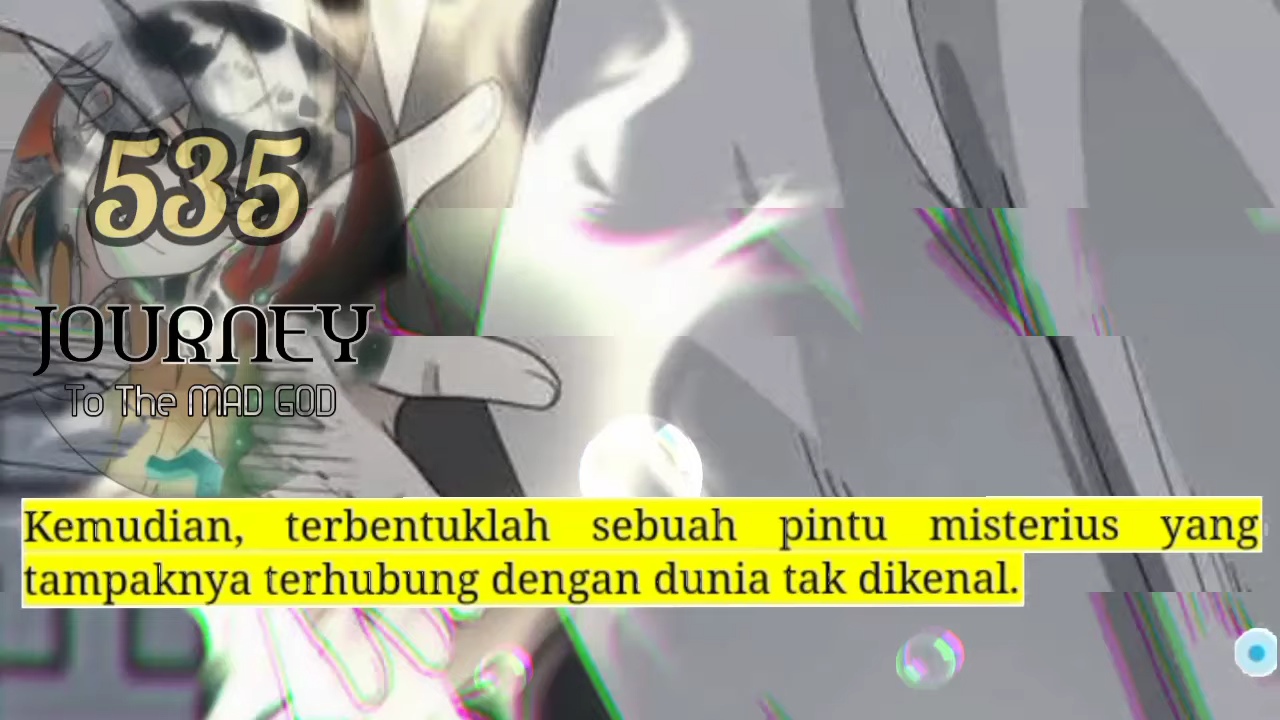 535
JOURNEY
To The MAD GOD
Kemudian, terbentuklah sebuah pintu misterius yang
tampaknya terhubung dengan dunia tak dikenal.